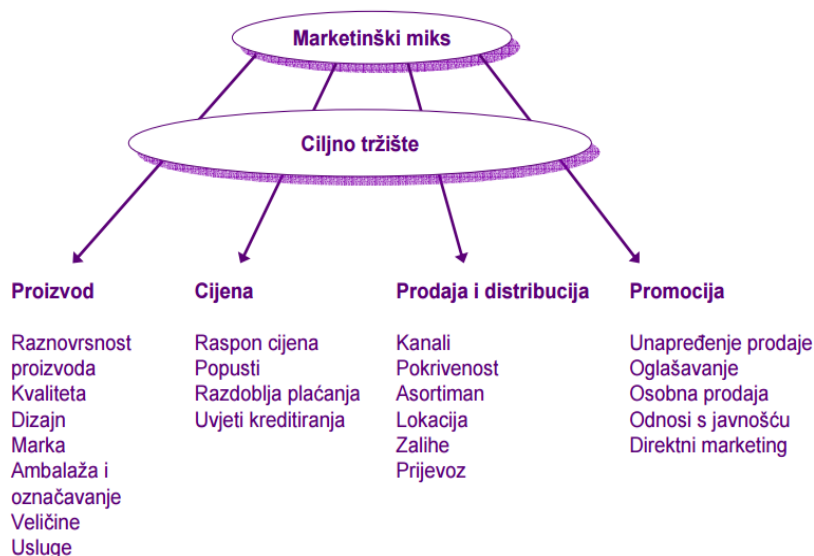 Marketinški miks
Ciljno tržište
Proizvod
Raznovrsnost
proizvoda
Kvaliteta
Dizajn
Marka
Ambalaža i
označavanje
Veličine
Usluge
Cijena
Raspon cijena
Popusti
Razdoblja plaćanja
Uvjeti kreditiranja
Prodaja i distribucija
Kanali
Pokrivenost
Asortiman
Lokacija
Zalihe
Prijevoz
Promocija
Unapređenje prodaje
Oglašavanje
Osobna prodaja
Odnosi s javnošću
Direktni marketing